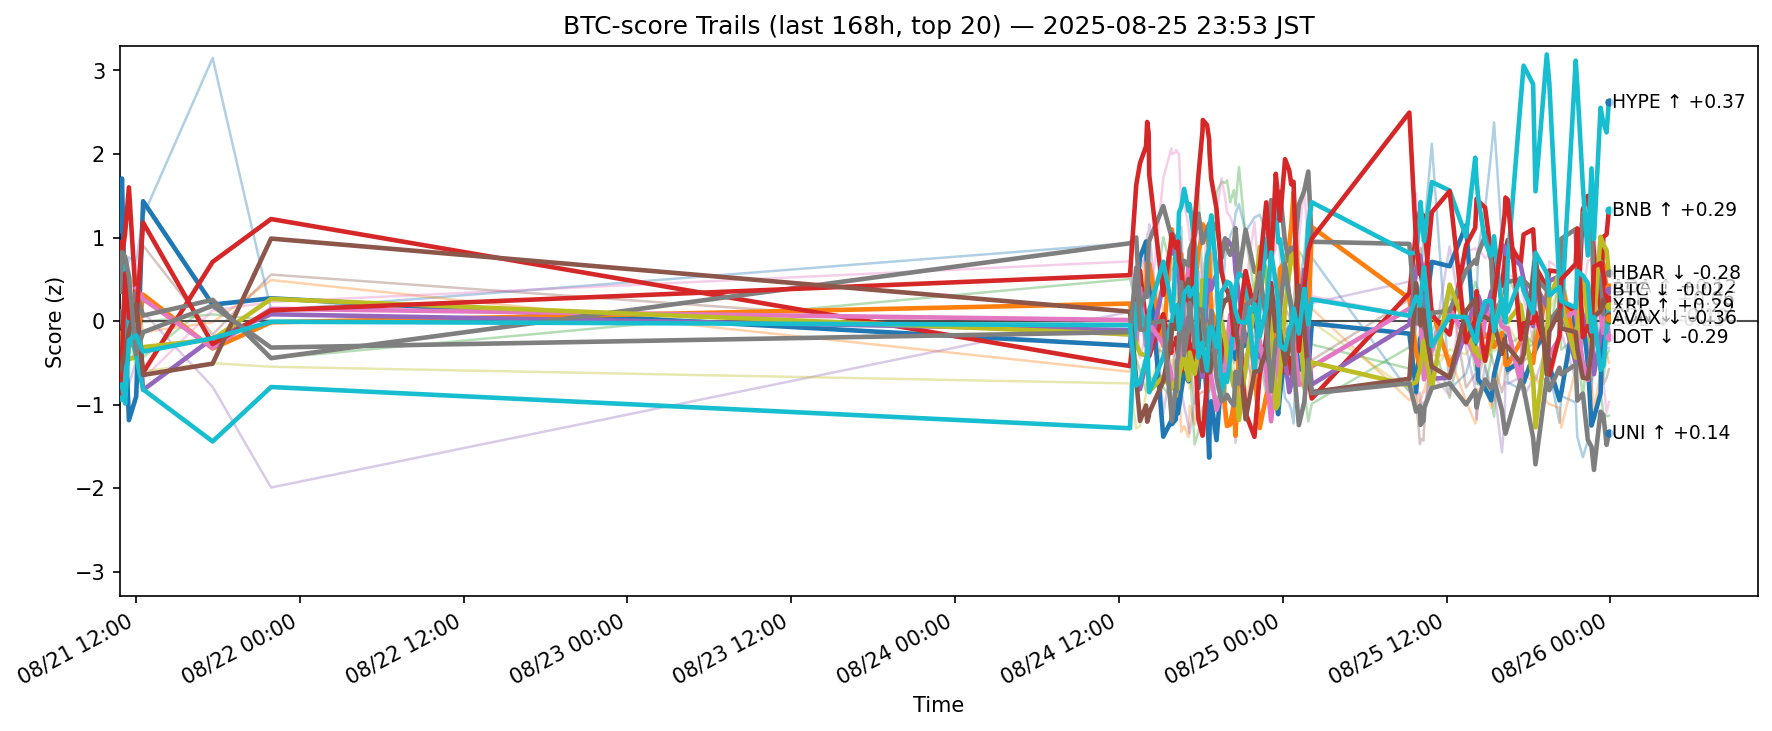 BTC-score Trails (last 168h, top 20) — 2025-08-25 23:53 JST
Score (z)
3
2
1
0
−1
−2
−3
HYPE ↑ +0.37
BNB ↑ +0.29
HBAR ↓ -0.28
BTC ↓ -0.02
XRP ↑ +0.29
AVAX ↓ -0.36
DOT ↓ -0.29
UNI ↑ +0.14
08/21 12:00
08/22 00:00
08/22 12:00
08/23 00:00
08/23 12:00
08/24 00:00
08/24 12:00
08/25 00:00
08/25 12:00
08/26 00:00
Time